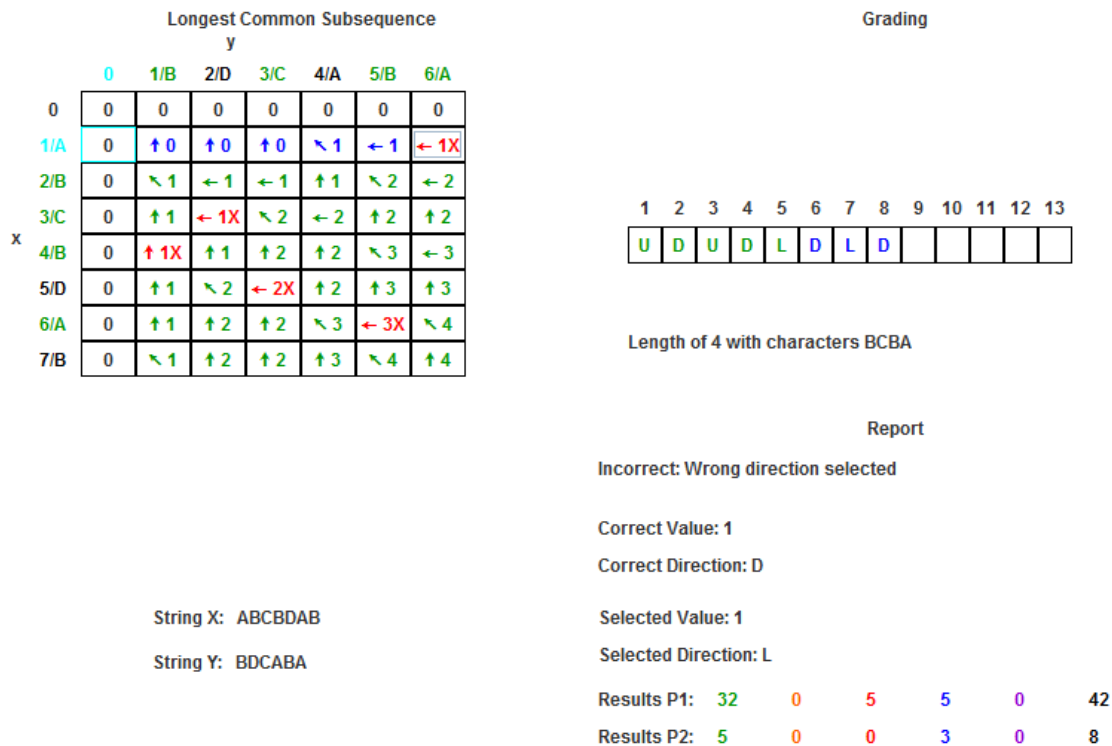 Longest Common Subsequence
y
0 1/B 2/D 3/C 4/A 5/B 6/A
0 0 0 0 0 0 0 0
1/A 0 ↑ 0 ↑ 0 ↑ 0 ↖ 1 ← 1 ← 1X
2/B 0 ↖ 1 ← 1 ← 1 ↑ 1 ↖ 2 ← 2
3/C 0 ↑ 1 ← 1X ↖ 2 ← 2 ↑ 2 ↑ 2
x
4/B 0 ↑ 1X ↑ 1 ↑ 2 ↑ 2 ↖ 3 ← 3
5/D 0 ↑ 1 ↖ 2 ← 2X ↑ 2 ↑ 3 ↑ 3
6/A 0 ↑ 1 ↑ 2 ↑ 2 ↖ 3 ← 3X ↖ 4
7/B 0 ↖ 1 ↑ 2 ↑ 2 ↑ 3 ↖ 4 ↑ 4
String X: ABCBDAB
String Y: BDCABA
Grading
1 2 3 4 5 6 7 8 9 10 11 12 13
U D U D L D L D
Length of 4 with characters BCBA
Report
Incorrect: Wrong direction selected
Correct Value: 1
Correct Direction: D
Selected Value: 1
Selected Direction: L
Results P1: 32 0 5 5 0 42
Results P2: 5 0 0 3 0 8